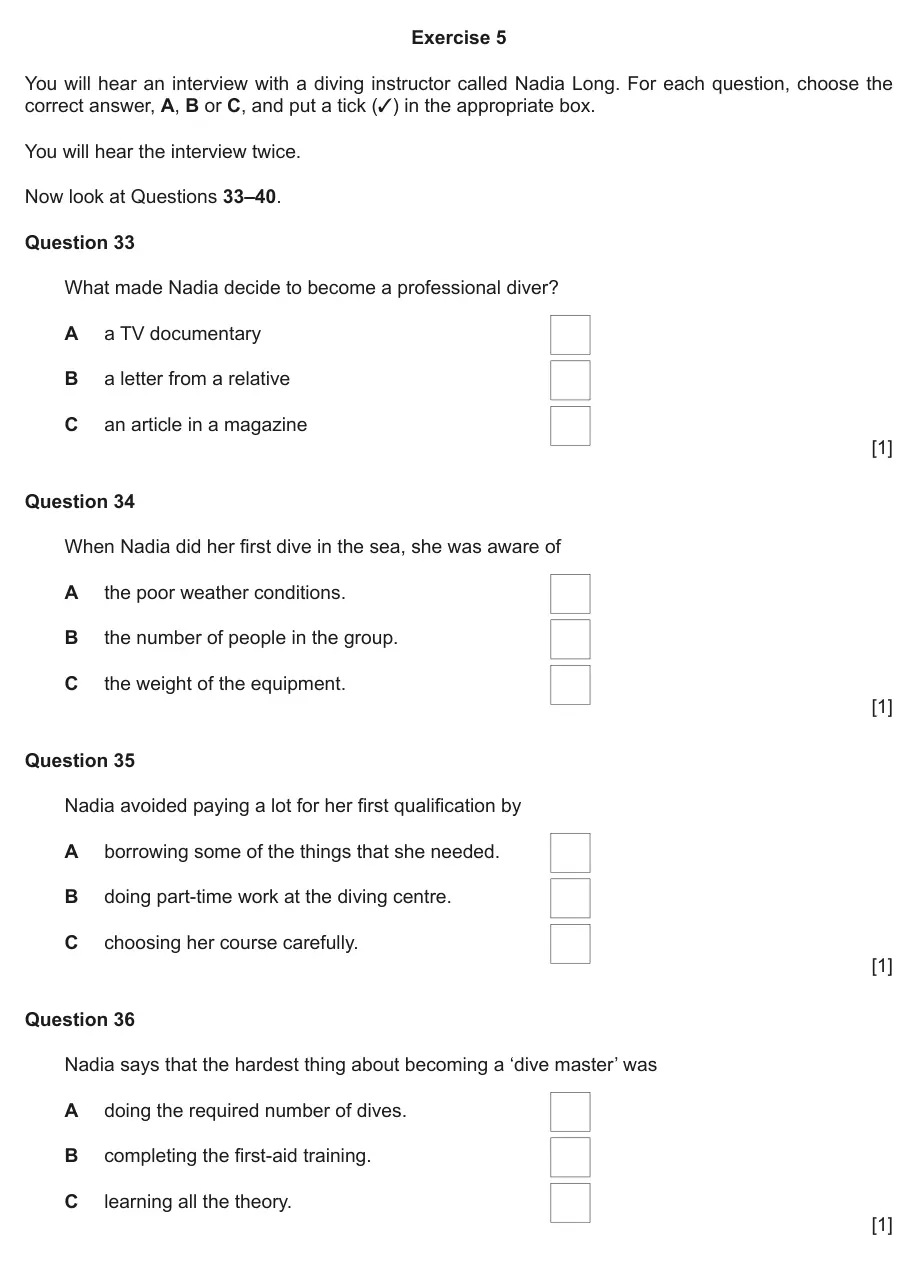 Exercise 5
You will hear an interview with a diving instructor called Nadia Long. For each question, choose the
correct answer, A, B or C, and put a tick (✓) in the appropriate box.
You will hear the interview twice.
Now look at Questions 33–40.
Question 33
What made Nadia decide to become a professional diver?
A a TV documentary
B a letter from a relative
C an article in a magazine
[1]
Question 34
When Nadia did her first dive in the sea, she was aware of
A the poor weather conditions.
B the number of people in the group.
C the weight of the equipment.
[1]
Question 35
Nadia avoided paying a lot for her first qualification by
A borrowing some of the things that she needed.
B doing part-time work at the diving centre.
C choosing her course carefully.
[1]
Question 36
Nadia says that the hardest thing about becoming a ‘dive master’ was
A doing the required number of dives.
B completing the first-aid training.
C learning all the theory.
[1]